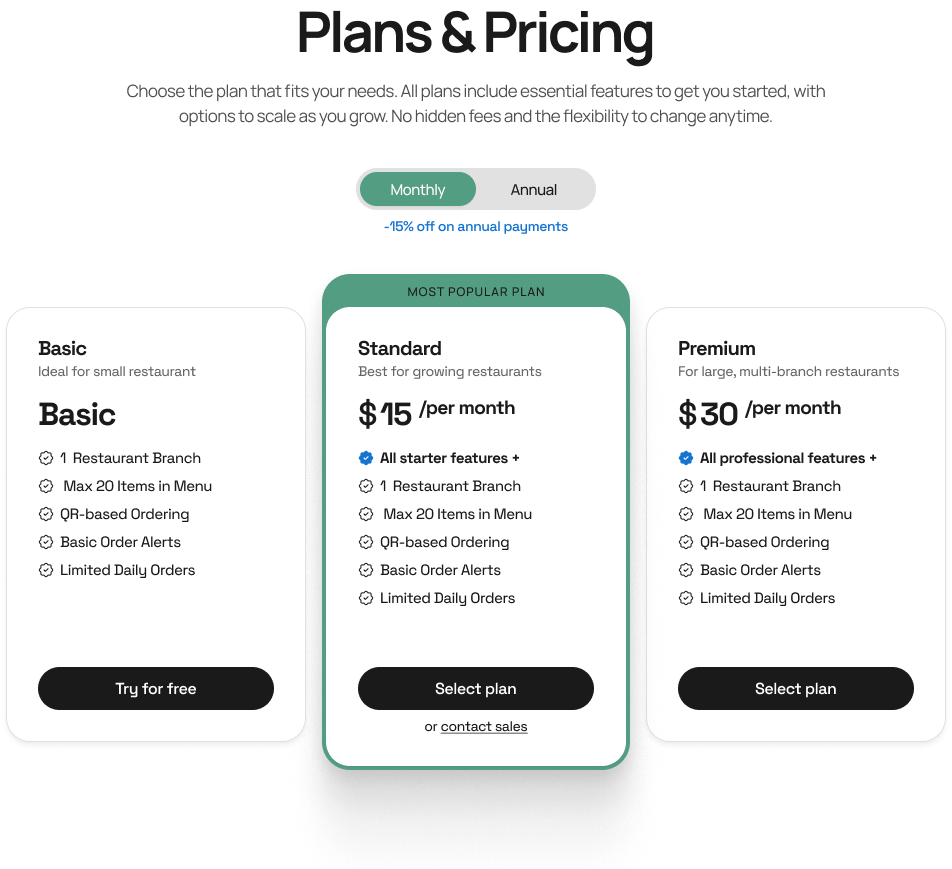 Plans & Pricing
Choose the plan that fits your needs. All plans include essential features to get you started, with
options to scale as you grow. No hidden fees and the flexibility to change anytime.
Monthly
Annual
-15% off on annual payments
Basic
Ideal for small restaurant
Basic
1 Restaurant Branch
Max 20 Items in Menu
QR-based Ordering
Basic Order Alerts
Limited Daily Orders
Try for free
MOST POPULAR PLAN
Standard
Best for growing restaurants
$15 /per month
All starter features +
1 Restaurant Branch
Max 20 Items in Menu
QR-based Ordering
Basic Order Alerts
Limited Daily Orders
Select plan
or contact sales
Premium
For large, multi-branch restaurants
$30 /per month
All professional features +
1 Restaurant Branch
Max 20 Items in Menu
QR-based Ordering
Basic Order Alerts
Limited Daily Orders
Select plan